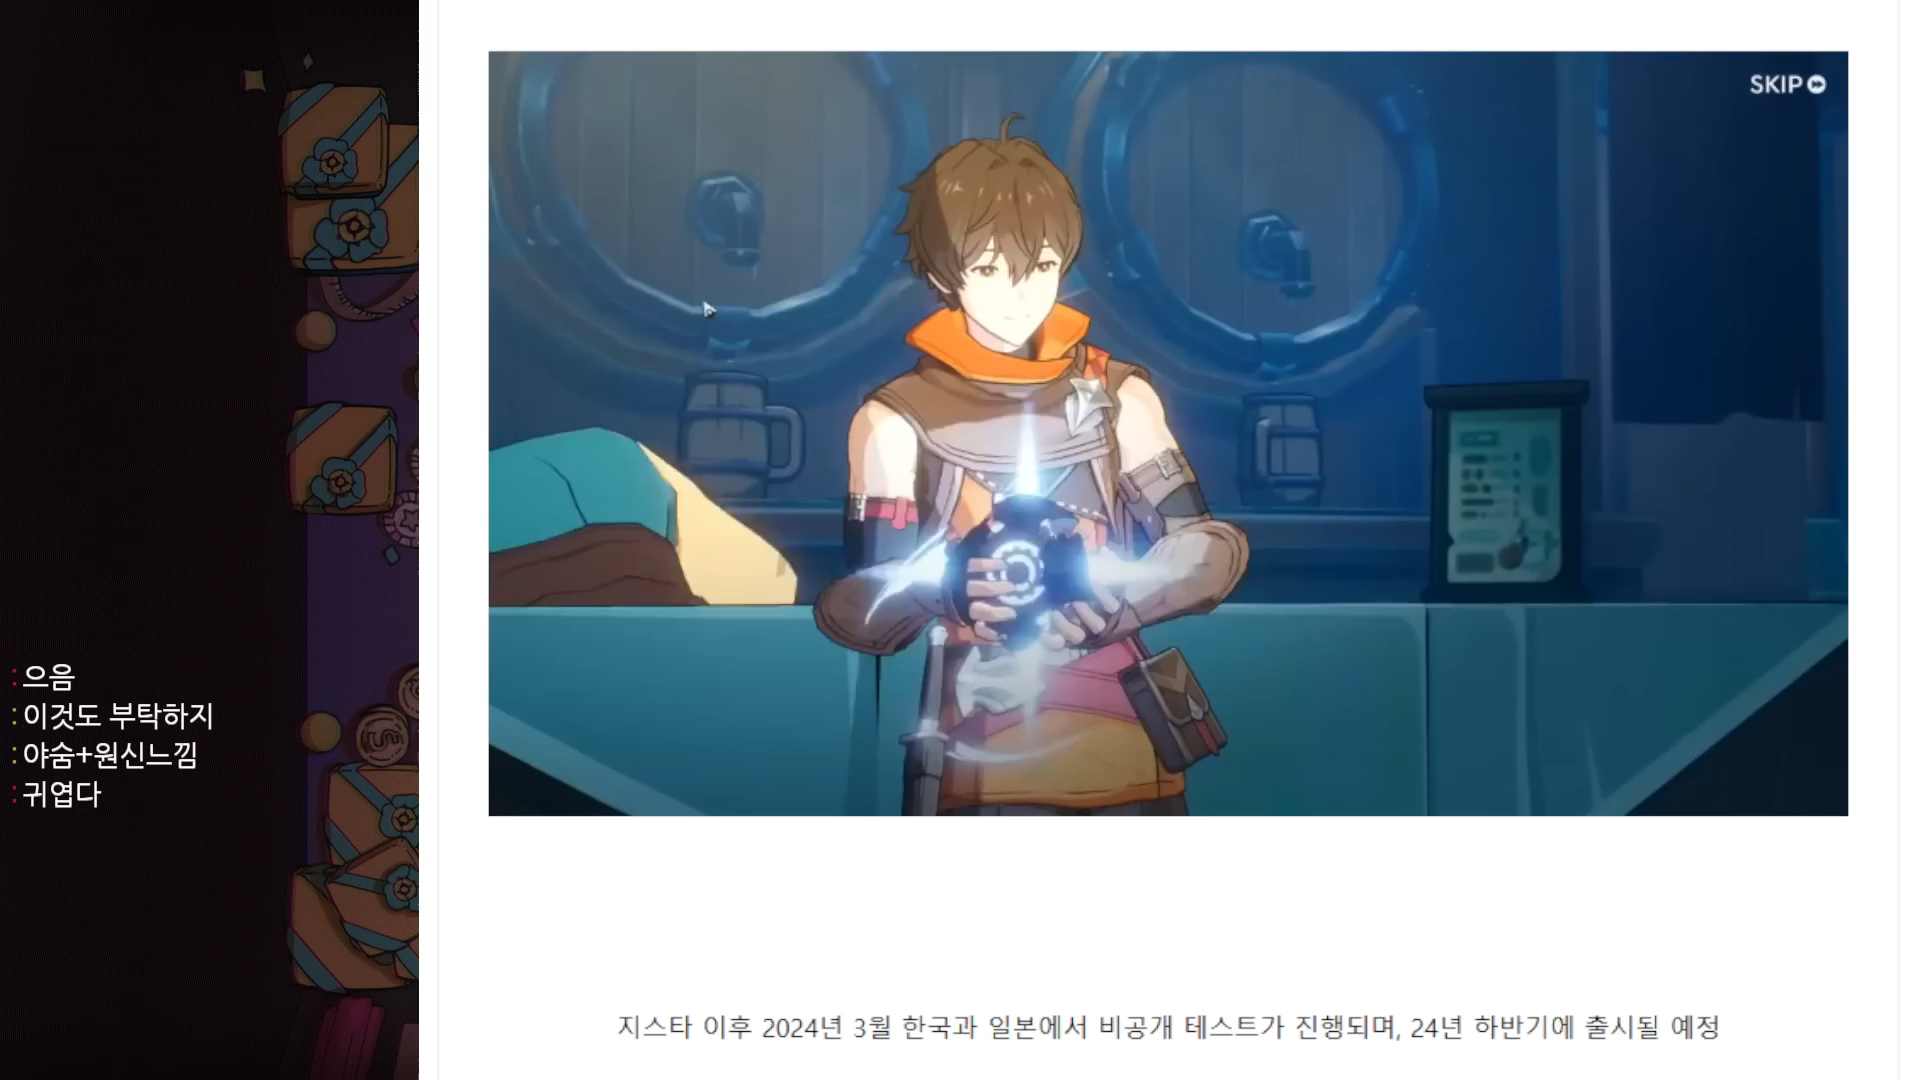 SKIP
: 으음
: 이것도 부탁하지
: 야숨+원신느낌
: 귀엽다
지스타 이후 2024년 3월 한국과 일본에서 비공개 테스트가 진행되며, 24년 하반기에 출시될 예정